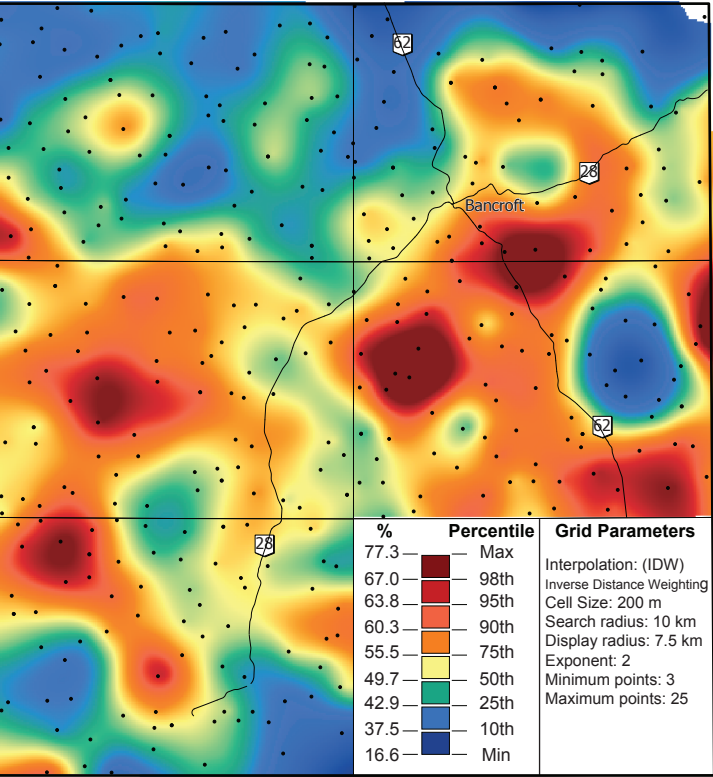 62
28
Bancroft
62
28
% Percentile
77.3 Max
67.0 98th
63.8 95th
60.3 90th
55.5 75th
49.7 50th
42.9 25th
37.5 10th
16.6 Min
Grid Parameters
Interpolation: (IDW)
Inverse Distance Weighting
Cell Size: 200 m
Search radius: 10 km
Display radius: 7.5 km
Exponent: 2
Minimum points: 3
Maximum points: 25